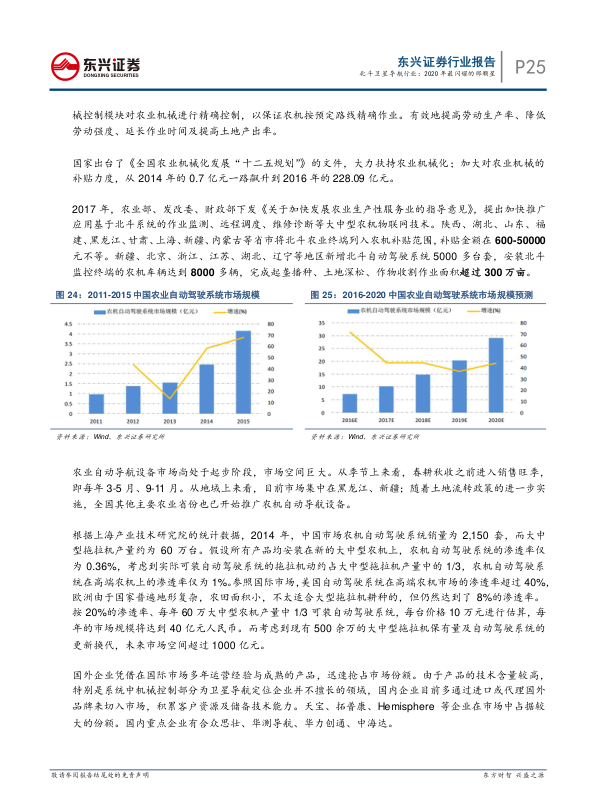 东兴证券
DONGXING SECURITIES
东兴证券行业报告
北斗卫星导航行业：2020年最闪耀的那颗星
P25
械控制模块对农业机械进行精确控制，以保证农机按预定路线精确作业。有效地提高劳动生产率、降低
劳动强度、延长作业时间及提高土地产出率。
国家出台了《全国农业机械化发展“十二五规划”》的文件，大力扶持农业机械化；加大对农业机械的
补贴力度，从 2014 年的 0.7 亿元一路飙升到 2016 年的 228.09 亿元。
2017 年，农业部、发改委、财政部下发《关于加快发展农业生产性服务业的指导意见》，提出加快推广
应用基于北斗系统的作业监测、远程调度、维修诊断等大中型农机物联网技术。陕西、湖北、山东、福
建、黑龙江、甘肃、上海、新疆、内蒙古等省市将北斗农业终端列入农机补贴范围，补贴金额在 600-50000
元不等。新疆、北京、浙江、江苏、湖北、辽宁等地区新增北斗自动驾驶系统 5000 多台套，安装北斗
监控终端的农机车辆达到 8000 多辆，完成起垄播种、土地深松、作物收割作业面积超过 300 万亩。
图 24：2011-2015 中国农业自动驾驶系统市场规模
农机自动驾驶系统市场规模（亿元）
增速(%)
4.5
4
3.5
3
2.5
2
1.5
1
0.5
0
80
70
60
50
40
30
20
10
0
2011
2012
2013
2014
2015
资料来源：Wind、东兴证券研究所
图 25：2016-2020 中国农业自动驾驶系统市场规模预测
农机自动驾驶系统市场规模（亿元）
增速(%)
35
30
25
20
15
10
5
0
80
70
60
50
40
30
20
10
0
2016E
2017E
2018E
2019E
2020E
资料来源：Wind、东兴证券研究所
农业自动导航设备市场尚处于起步阶段，市场空间巨大。从季节上来看，春耕秋收之前进入销售旺季，
即每年 3-5 月、9-11 月。从地域上来看，目前市场集中在黑龙江、新疆；随着土地流转政策的进一步实
施，全国其他主要农业省份也已开始推广农机自动导航设备。
根据上海产业技术研究院的统计数据，2014 年，中国市场农机自动驾驶系统销量为 2,150 套，而大中
型拖拉机产量约为 60 万台。假设所有产品均安装在新的大中型农机上，农机自动驾驶系统的渗透率仅
为 0.36%，考虑到实际可装自动驾驶系统的拖拉机动约占大中型拖拉机产量中的 1/3，农机自动驾驶系
统在高端农机上的渗透率仅为 1%。参照国际市场，美国自动驾驶系统在高端农机市场的渗透率超过 40%，
欧洲由于国家普遍地形复杂，农田面积小，不太适合大型拖拉机耕种的，但仍然达到了 8%的渗透率。
按 20%的渗透率、每年 60 万大中型农机产量中 1/3 可装自动驾驶系统，每台价格 10 万元进行估算，每
年的市场规模将达到 40 亿元人民币。而考虑到现有 500 余万的大中型拖拉机保有量及自动驾驶系统的
更新换代，未来市场空间超过 1000 亿元。
国外企业凭借在国际市场多年运营经验与成熟的产品，迅速抢占市场份额。由于产品的技术含量较高，
特别是系统中机械控制部分为卫星导航定位企业并不擅长的领域，国内企业目前多通过进口或代理国外
品牌来切入市场，积累客户资源及储备技术能力。天宝、拓普康、Hemisphere 等企业在市场中占据较
大的份额。国内重点企业有合众思壮、华测导航、华力创通、中海达。
敬请参阅报告结尾处的免责声明
东方财智 兴盛之源